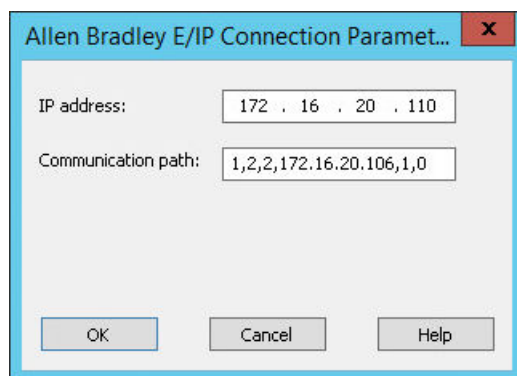 Allen Bradley E/IP Connection Paramet... x
IP address: 172 . 16 . 20 . 110
Communication path: 1,2,2,172.16.20.106,1,0
OK Cancel Help